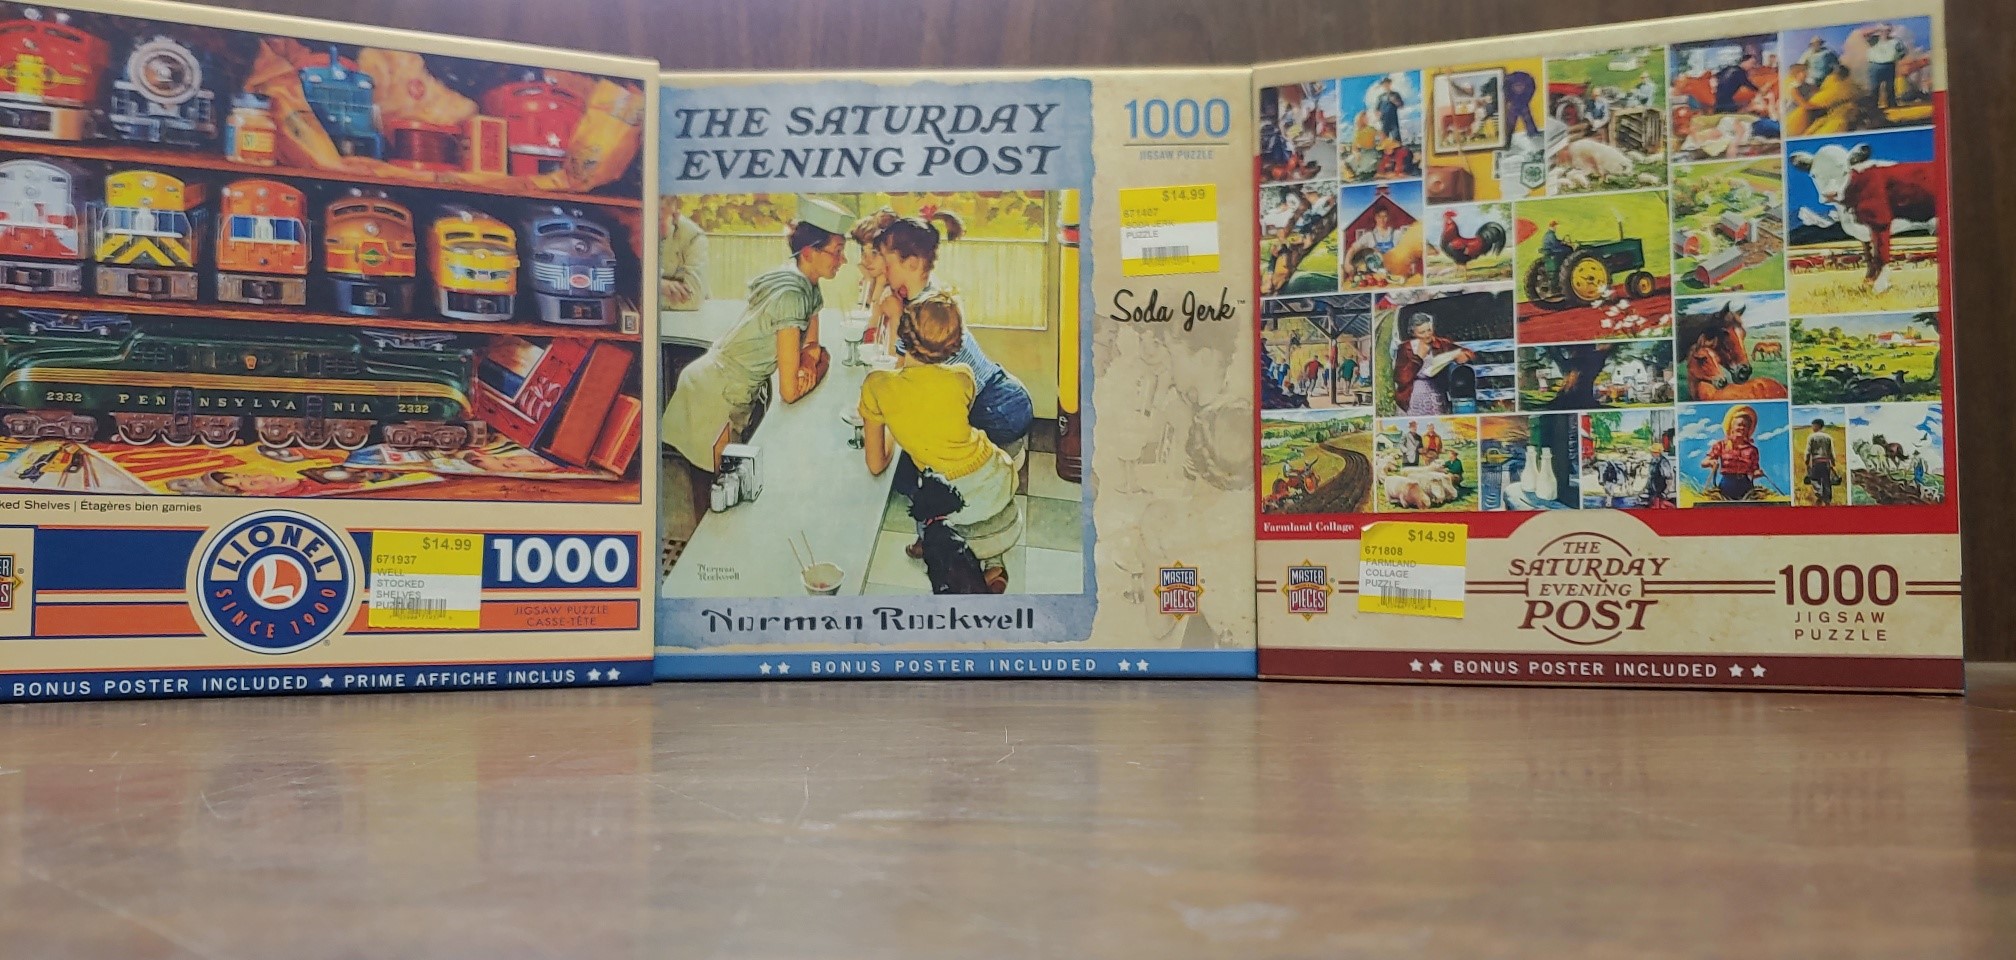 2332 PENNSYLVANIA 2332
ked Shelves | Étagères bien garnies
LIONEL
L
SINCE 1900
$14.99
671937
WELL
STOCKED
SHELVES
1000
JIGSAW PUZZLE
CASSE-TÊTE
BONUS POSTER INCLUDED ★ PRIME AFFICHE INCLUS ★★
THE SATURDAY
EVENING POST
1000
JIGSAW PUZZLE
$14.99
671407
PUZZLE
Soda Jerk™
Norman
Rockwell
MASTER
PIECES®
Norman Rockwell
★★ BONUS POSTER INCLUDED ★★
Farmland Collage
$14.99
671808
FARMLAND
COLLAGE
PUZZLE
MASTER
PIECES®
THE
SATURDAY
EVENING
POST
1000
JIGSAW
PUZZLE
★★ BONUS POSTER INCLUDED ★★